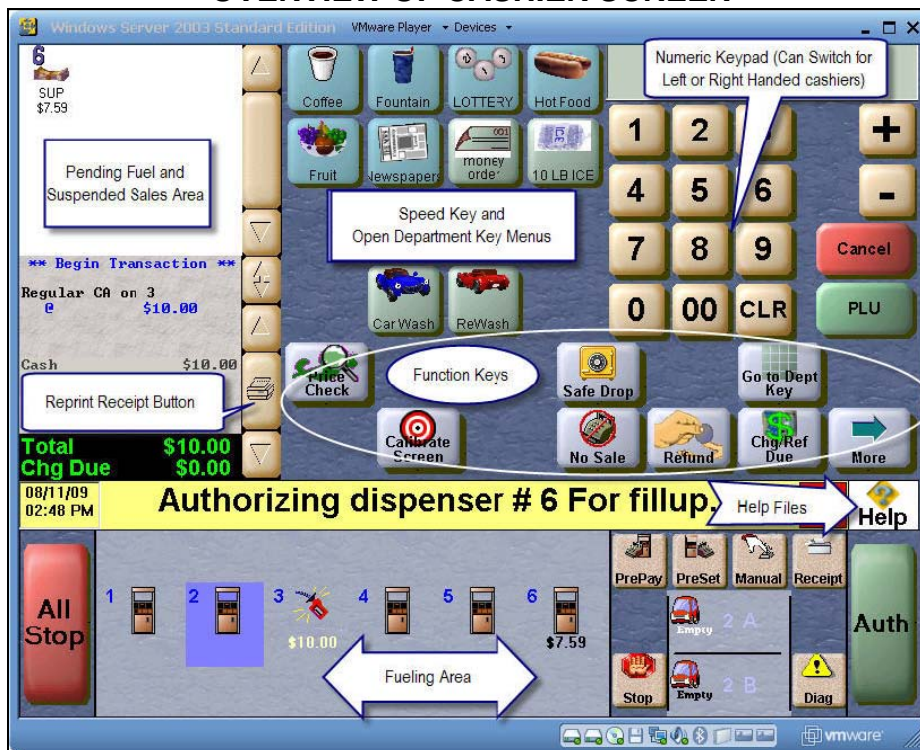 OVERVIEW OF CASHIER SCREEN
Windows Server 2003 Standard Edition VMware Player Devices
6
SUP
$7.59
Pending Fuel and
Suspended Sales Area
** Begin Transaction **
Regular CA on 3
@ $10.00
Cash $10.00
Reprint Receipt Button
Total $10.00
Chg Due $0.00
Coffee Fountain LOTTERY Hot Food
Fruit Newspapers money
order 10 LB ICE
001
ICE
Speed Key and
Open Department Key Menus
Car Wash ReWash
Numeric Keypad (Can Switch for
Left or Right Handed cashiers)
1 2 3 +
4 5 6 -
7 8 9 Cancel
0 00 CLR PLU
Price
Check
Function Keys
Safe Drop
Go to Dept
Key
Calibrate
Screen
No Sale
Refund
Chg/Ref
Due
More
08/11/09
02:48 PM
Authorizing dispenser # 6 For fillup.
Help Files
Help
All
Stop
1 2 3 4 5 6
$10.00 $7.59
Fueling Area
PrePay PreSet Manual Receipt
Empty 2 A
Stop Empty 2 B Diag
Auth
vmware